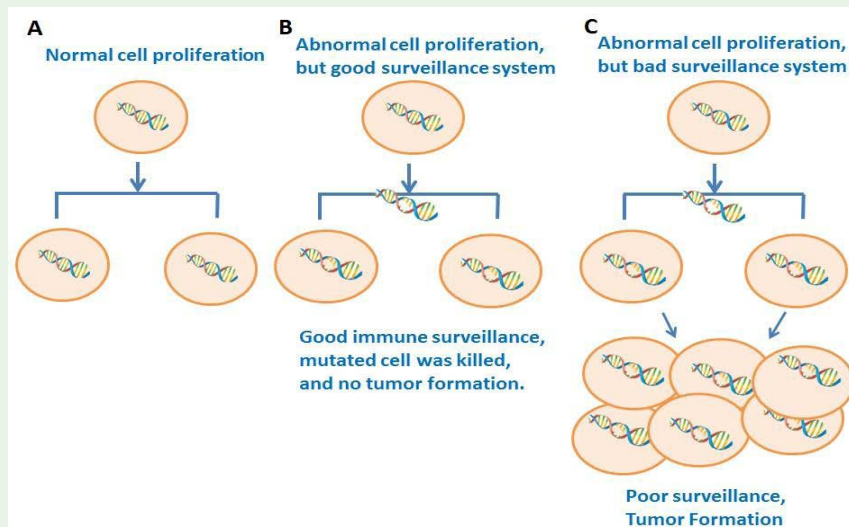 A
Normal cell proliferation
B
Abnormal cell proliferation,
but good surveillance system
Good immune surveillance,
mutated cell was killed,
and no tumor formation.
C
Abnormal cell proliferation,
but bad surveillance system
Poor surveillance,
Tumor Formation